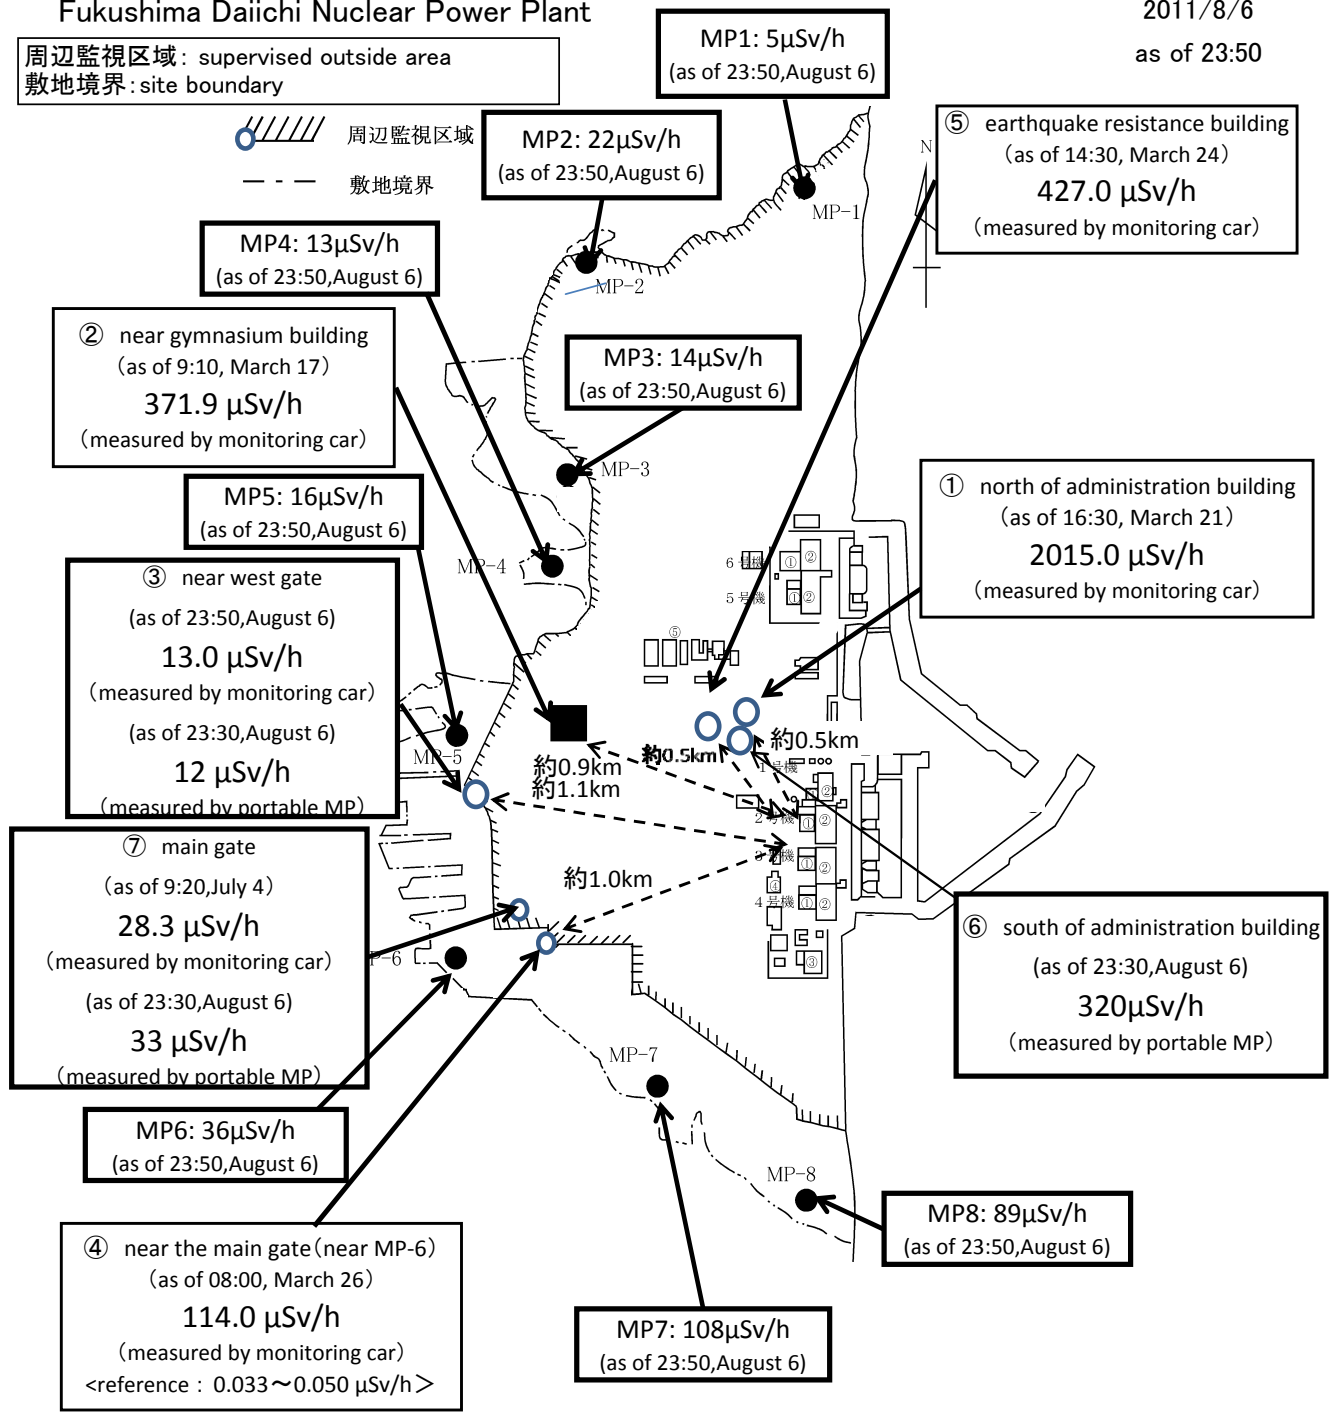 Fukushima Daiichi Nuclear Power Plant
2011/8/6
as of 23:50
周辺監視区域: supervised outside area
敷地境界:site boundary
周辺監視区域
敷地境界
MP1: 5μSv/h
(as of 23:50,August 6)
MP2: 22μSv/h
(as of 23:50,August 6)
⑤ earthquake resistance building
(as of 14:30, March 24)
427.0 μSv/h
(measured by monitoring car)
N
MP-1
MP4: 13μSv/h
(as of 23:50,August 6)
MP-2
② near gymnasium building
(as of 9:10, March 17)
371.9 μSv/h
(measured by monitoring car)
MP3: 14μSv/h
(as of 23:50,August 6)
MP-3
MP5: 16μSv/h
(as of 23:50,August 6)
① north of administration building
(as of 16:30, March 21)
2015.0 μSv/h
(measured by monitoring car)
MP-4
6号機
① ②
5号機
① ②
③ near west gate
(as of 23:50,August 6)
13.0 μSv/h
(measured by monitoring car)
(as of 23:30,August 6)
12 μSv/h
(measured by portable MP)
⑤
MP-5
約0.9km
約1.1km
約0.5km
約0.5km
1号機
②
2号機
① ②
3号機
① ②
④
4号機
① ②
③
約1.0km
⑦ main gate
(as of 9:20,July 4)
28.3 μSv/h
(measured by monitoring car)
(as of 23:30,August 6)
33 μSv/h
(measured by portable MP)
P-6
⑥ south of administration building
(as of 23:30,August 6)
320μSv/h
(measured by portable MP)
MP-7
MP6: 36μSv/h
(as of 23:50,August 6)
MP-8
MP8: 89μSv/h
(as of 23:50,August 6)
④ near the main gate(near MP-6)
(as of 08:00, March 26)
114.0 μSv/h
(measured by monitoring car)
<reference : 0.033~0.050 μSv/h>
MP7: 108μSv/h
(as of 23:50,August 6)